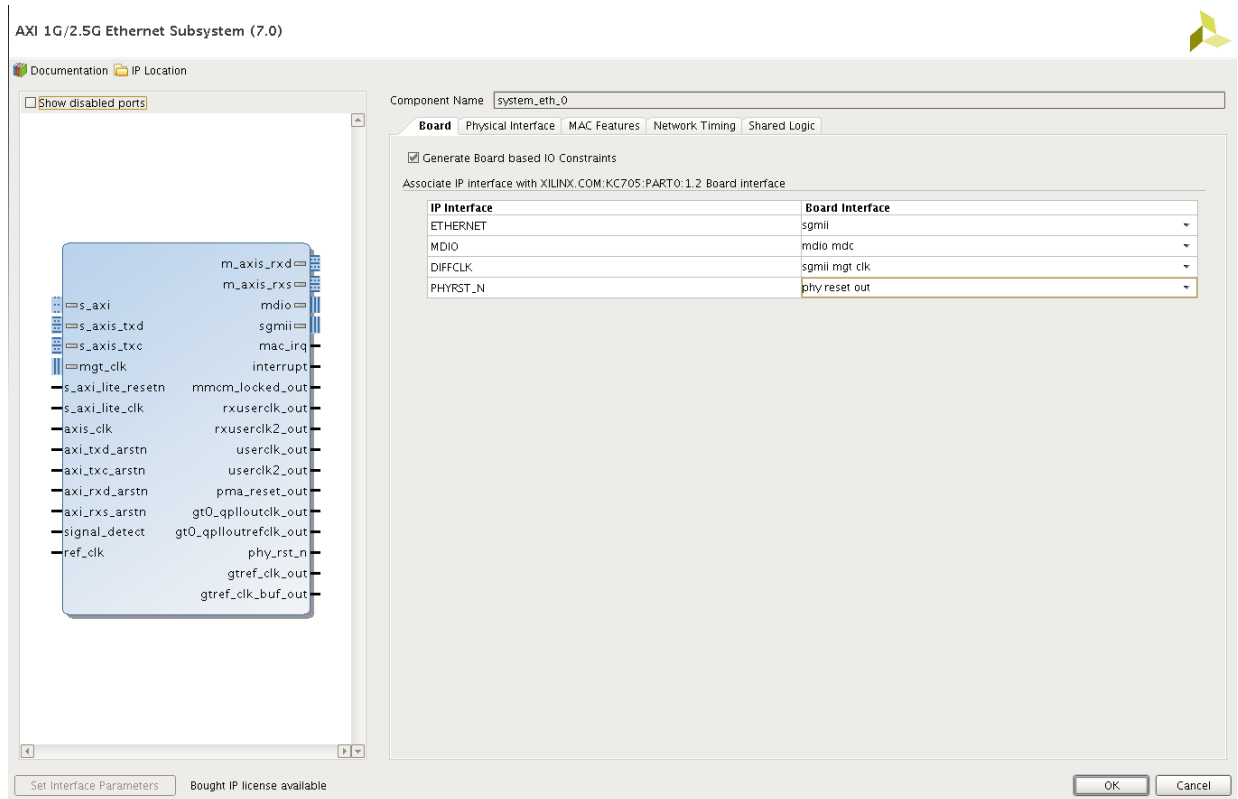 AXI 1G/2.5G Ethernet Subsystem (7.0)
Documentation IP Location
Show disabled ports
m_axis_rxd
m_axis_rxs
s_axi mdio
s_axis_txd sgmii
s_axis_txc mac_irq
mgt_clk interrupt
s_axi_lite_resetn mmcm_locked_out
s_axi_lite_clk rxuserclk_out
axis_clk rxuserclk2_out
axi_txd_arstn userclk_out
axi_txc_arstn userclk2_out
axi_rxd_arstn pma_reset_out
axi_rxs_arstn gt0_qplloutclk_out
signal_detect gt0_qplloutrefclk_out
ref_clk phy_rst_n
gtref_clk_out
gtref_clk_buf_out
Component Name system_eth_0
Board Physical Interface MAC Features Network Timing Shared Logic
Generate Board based IO Constraints
Associate IP interface with XILINX.COM:KC705:PART0:1.2 Board interface
IP Interface Board Interface
ETHERNET sgmii
MDIO mdio mdc
DIFFCLK sgmii mgt clk
PHYRST_N phy reset out
Set Interface Parameters Bought IP license available OK Cancel